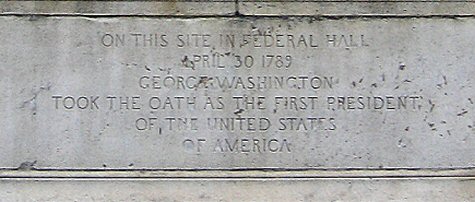 ON THIS SITE IN FEDERAL HALL
APRIL 30 1789
GEORGE WASHINGTON
TOOK THE OATH AS THE FIRST PRESIDENT
OF THE UNITED STATES
OF AMERICA